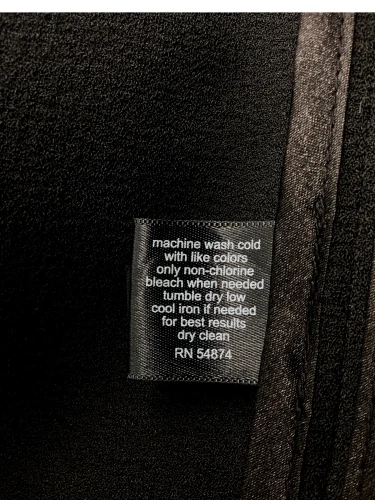 machine wash cold
with like colors
only non-chlorine
bleach when needed
tumble dry low
cool iron if needed
for best results
dry clean
RN 54874